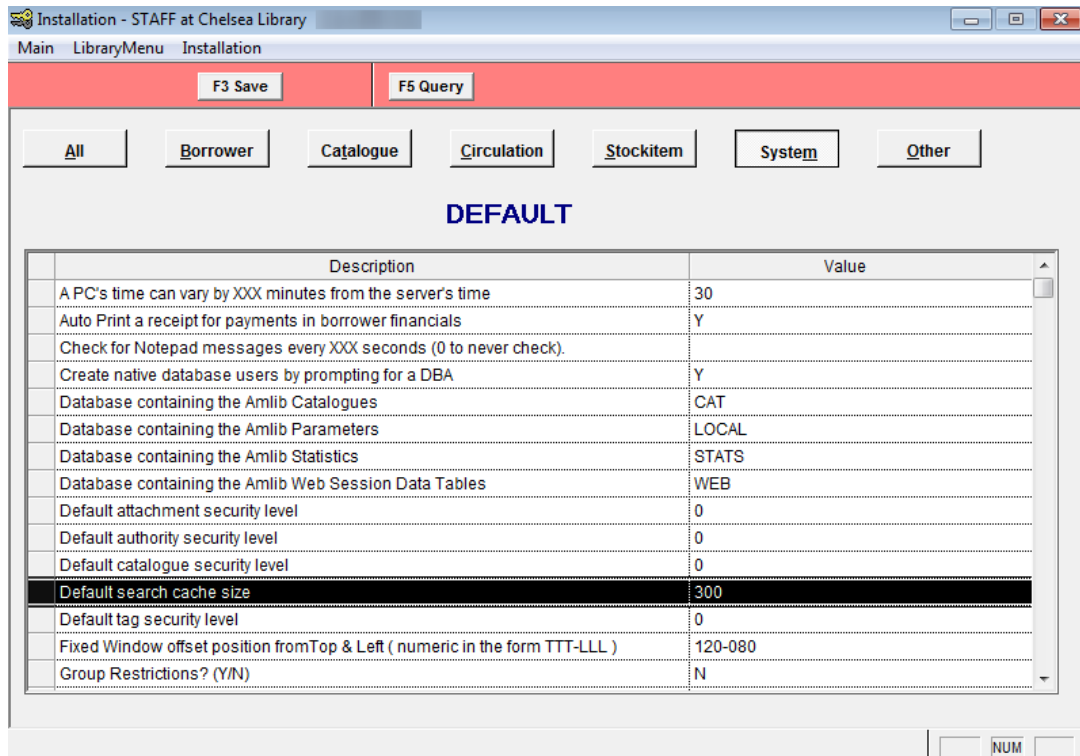 Installation - STAFF at Chelsea Library
Main LibraryMenu Installation
F3 Save F5 Query
All Borrower Catalogue Circulation Stockitem System Other
DEFAULT
Description Value
A PC's time can vary by XXX minutes from the server's time 30
Auto Print a receipt for payments in borrower financials Y
Check for Notepad messages every XXX seconds (0 to never check).
Create native database users by prompting for a DBA Y
Database containing the Amlib Catalogues CAT
Database containing the Amlib Parameters LOCAL
Database containing the Amlib Statistics STATS
Database containing the Amlib Web Session Data Tables WEB
Default attachment security level 0
Default authority security level 0
Default catalogue security level 0
Default search cache size 300
Default tag security level 0
Fixed Window offset position fromTop & Left ( numeric in the form TTT-LLL ) 120-080
Group Restrictions? (Y/N) N
NUM